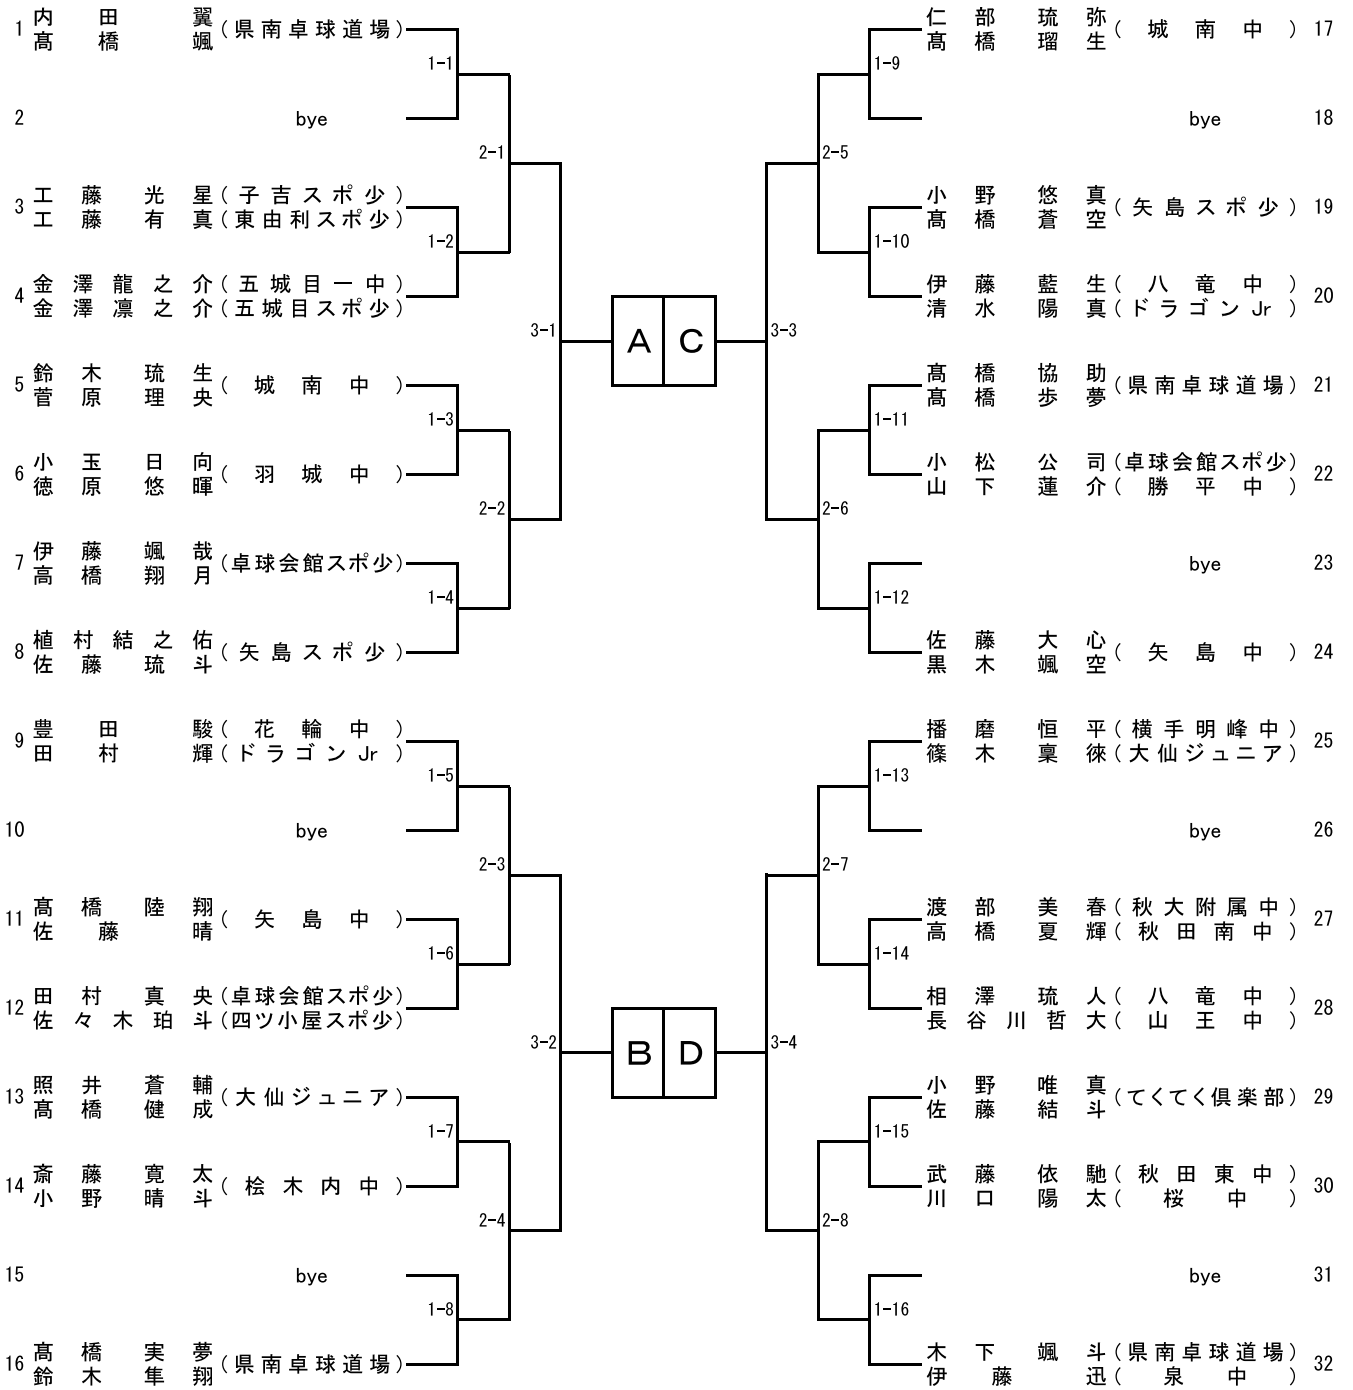 1 内田翼(県南卓球道場)
髙橋颯
1-1
2 bye
2-1
3 工藤光星(子吉スポ少)
工藤有真(東由利スポ少)
1-2
4 金澤龍之介(五城目一中)
金澤凛之介(五城目スポ少)
3-1
5 鈴木琉生(城南中)
菅原理央
1-3
6 小玉日向(羽城中)
徳原悠暉
2-2
7 伊藤颯哉(卓球会館スポ少)
高橋翔月
1-4
8 植村結之佑(矢島スポ少)
佐藤琉斗
A
9 豊田駿(花輪中)
田村輝(ドラゴンJr)
1-5
10 bye
2-3
11 髙橋陸翔(矢島中)
佐藤晴
1-6
12 田村真央(卓球会館スポ少)
佐々木珀斗(四ツ小屋スポ少)
3-2
13 照井蒼輔(大仙ジュニア)
髙橋健成
1-7
14 斎藤寛太(桧木内中)
小野晴斗
2-4
15 bye
1-8
16 髙橋実夢(県南卓球道場)
鈴木隼翔
B
仁部琉弥(城南中) 17
髙橋瑠生
1-9
bye 18
2-5
小野悠真(矢島スポ少) 19
髙橋蒼空
1-10
伊藤藍生(八竜中) 20
清水陽真(ドラゴンJr)
3-3
髙橋協助(県南卓球道場) 21
髙橋歩夢
1-11
小松公司(卓球会館スポ少) 22
山下蓮介(勝平中)
2-6
bye 23
1-12
佐藤大心(矢島中) 24
黒木颯空
C
播磨恒平(横手明峰中) 25
篠木稟徠(大仙ジュニア)
1-13
bye 26
2-7
渡部美春(秋大附属中) 27
高橋夏輝(秋田南中)
1-14
相澤琉人(八竜中) 28
長谷川哲大(山王中)
3-4
小野唯真(てくてく倶楽部) 29
佐藤結斗
1-15
武藤依馳(秋田東中) 30
川口陽太(桜中)
2-8
bye 31
1-16
木下颯斗(県南卓球道場) 32
伊藤迅(泉中)
D